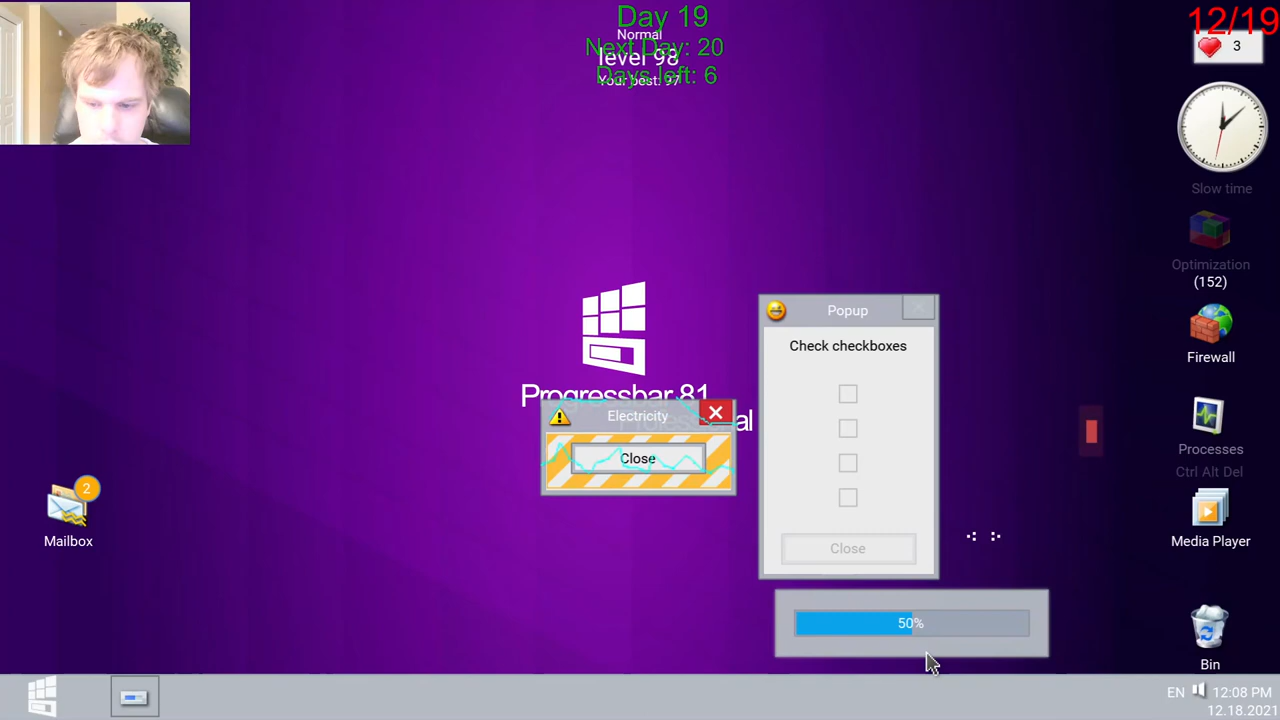 Day 19
Normal
Next Day: 20
level 98
Days left: 6
Your best: 97
12/19
3
Slow time
Optimization
(152)
Firewall
Processes
Ctrl Alt Del
Media Player
Bin
Popup
Check checkboxes
Close
Progressbar 81
Electricity
Close
50%
2
Mailbox
EN
12:08 PM
12.18.2021